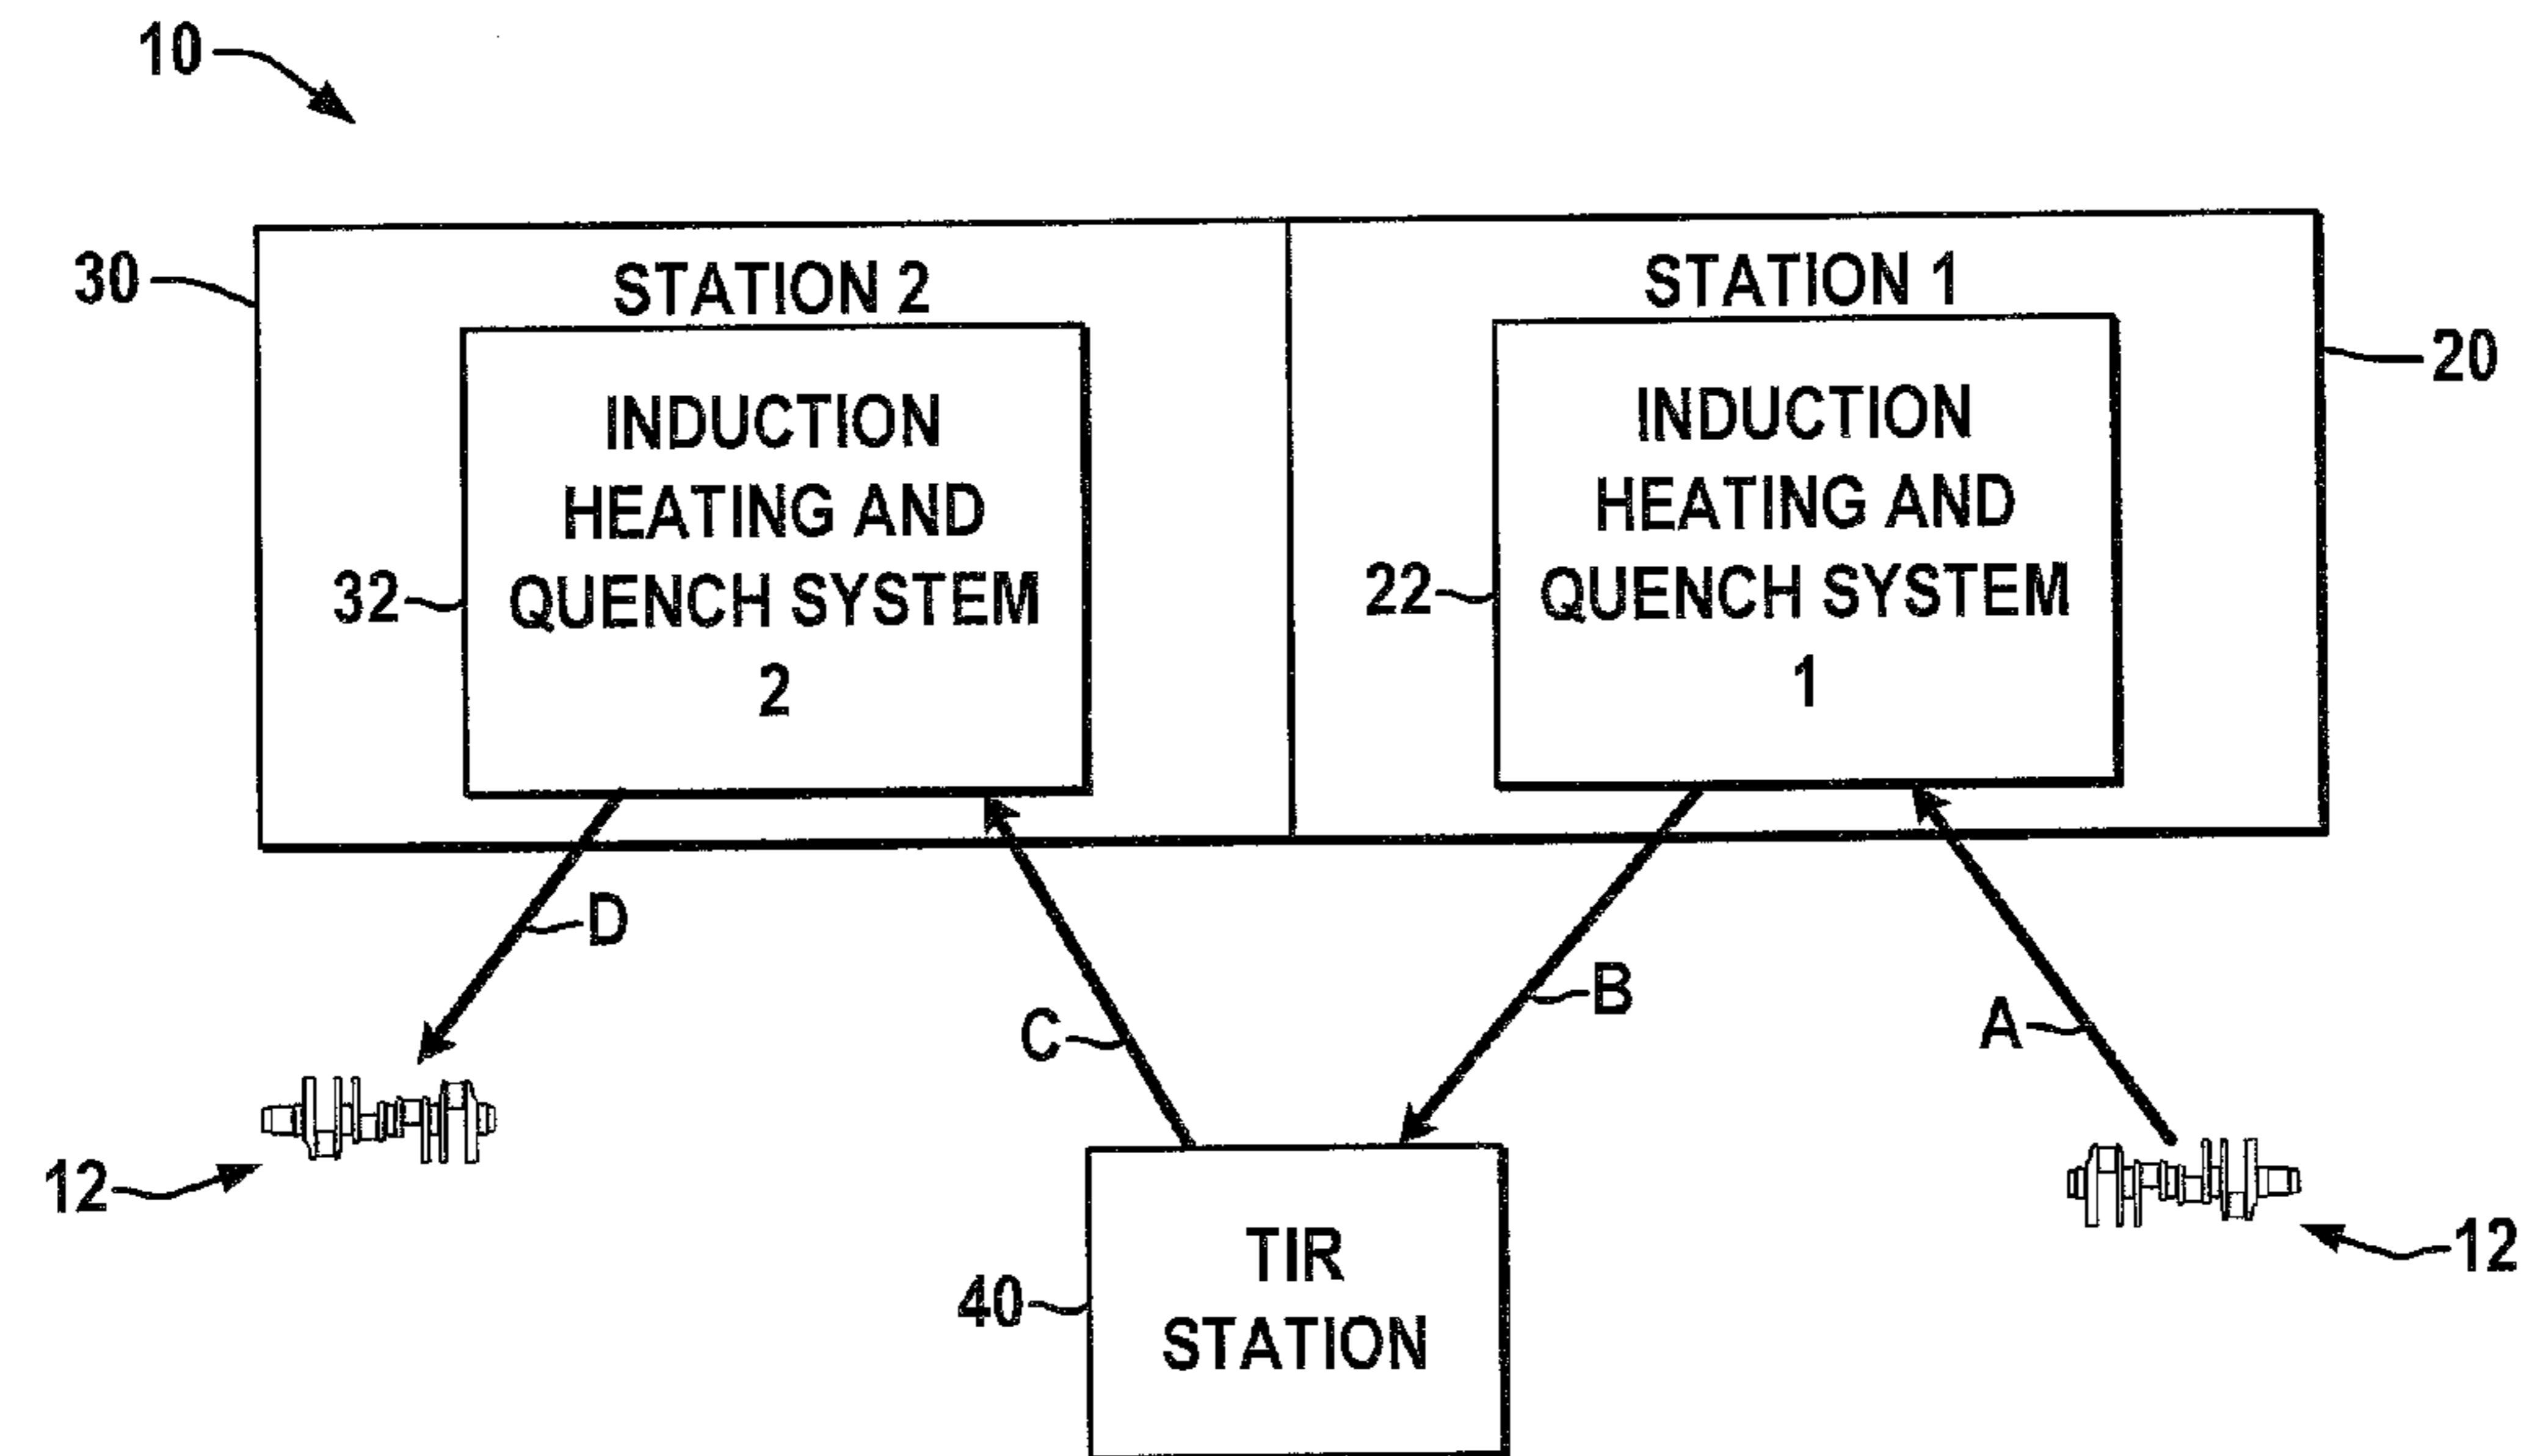 10
30
STATION 2
STATION 1
20
INDUCTION
HEATING AND
QUENCH SYSTEM
2
32
INDUCTION
HEATING AND
QUENCH SYSTEM
1
22
D
C
B
A
12
12
40
TIR
STATION